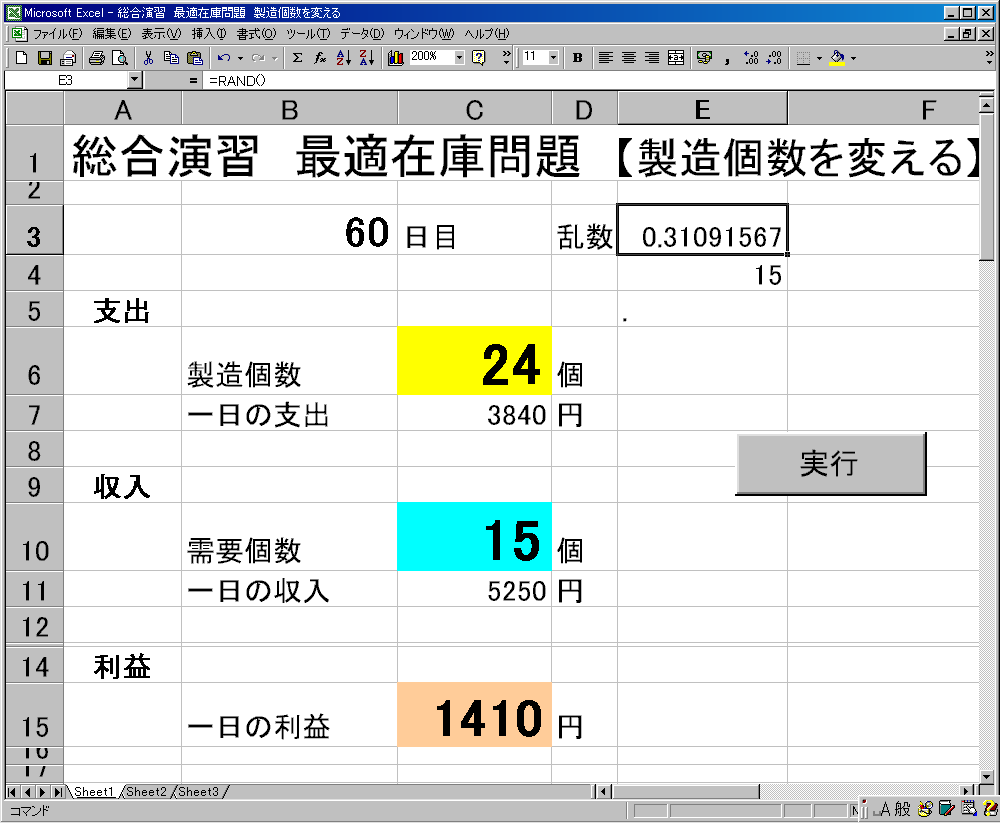 Microsoft Excel - 総合演習 最適在庫問題 製造個数を変える
ファイル(F) 編集(E) 表示(V) 挿入(I) 書式(O) ツール(T) データ(D) ウィンドウ(W) ヘルプ(H)
200% 11 B
E3 = =RAND()
A B C D E F
1 総合演習 最適在庫問題 【製造個数を変える】
2
3 60 日目 乱数 0.31091567
4 15
5 支出 .
6 製造個数 24 個
7 一日の支出 3840 円
8
実行
9 収入
10 需要個数 15 個
11 一日の収入 5250 円
12
14 利益
15 一日の利益 1410 円
16
17
Sheet1 Sheet2 Sheet3
コマンド A 般